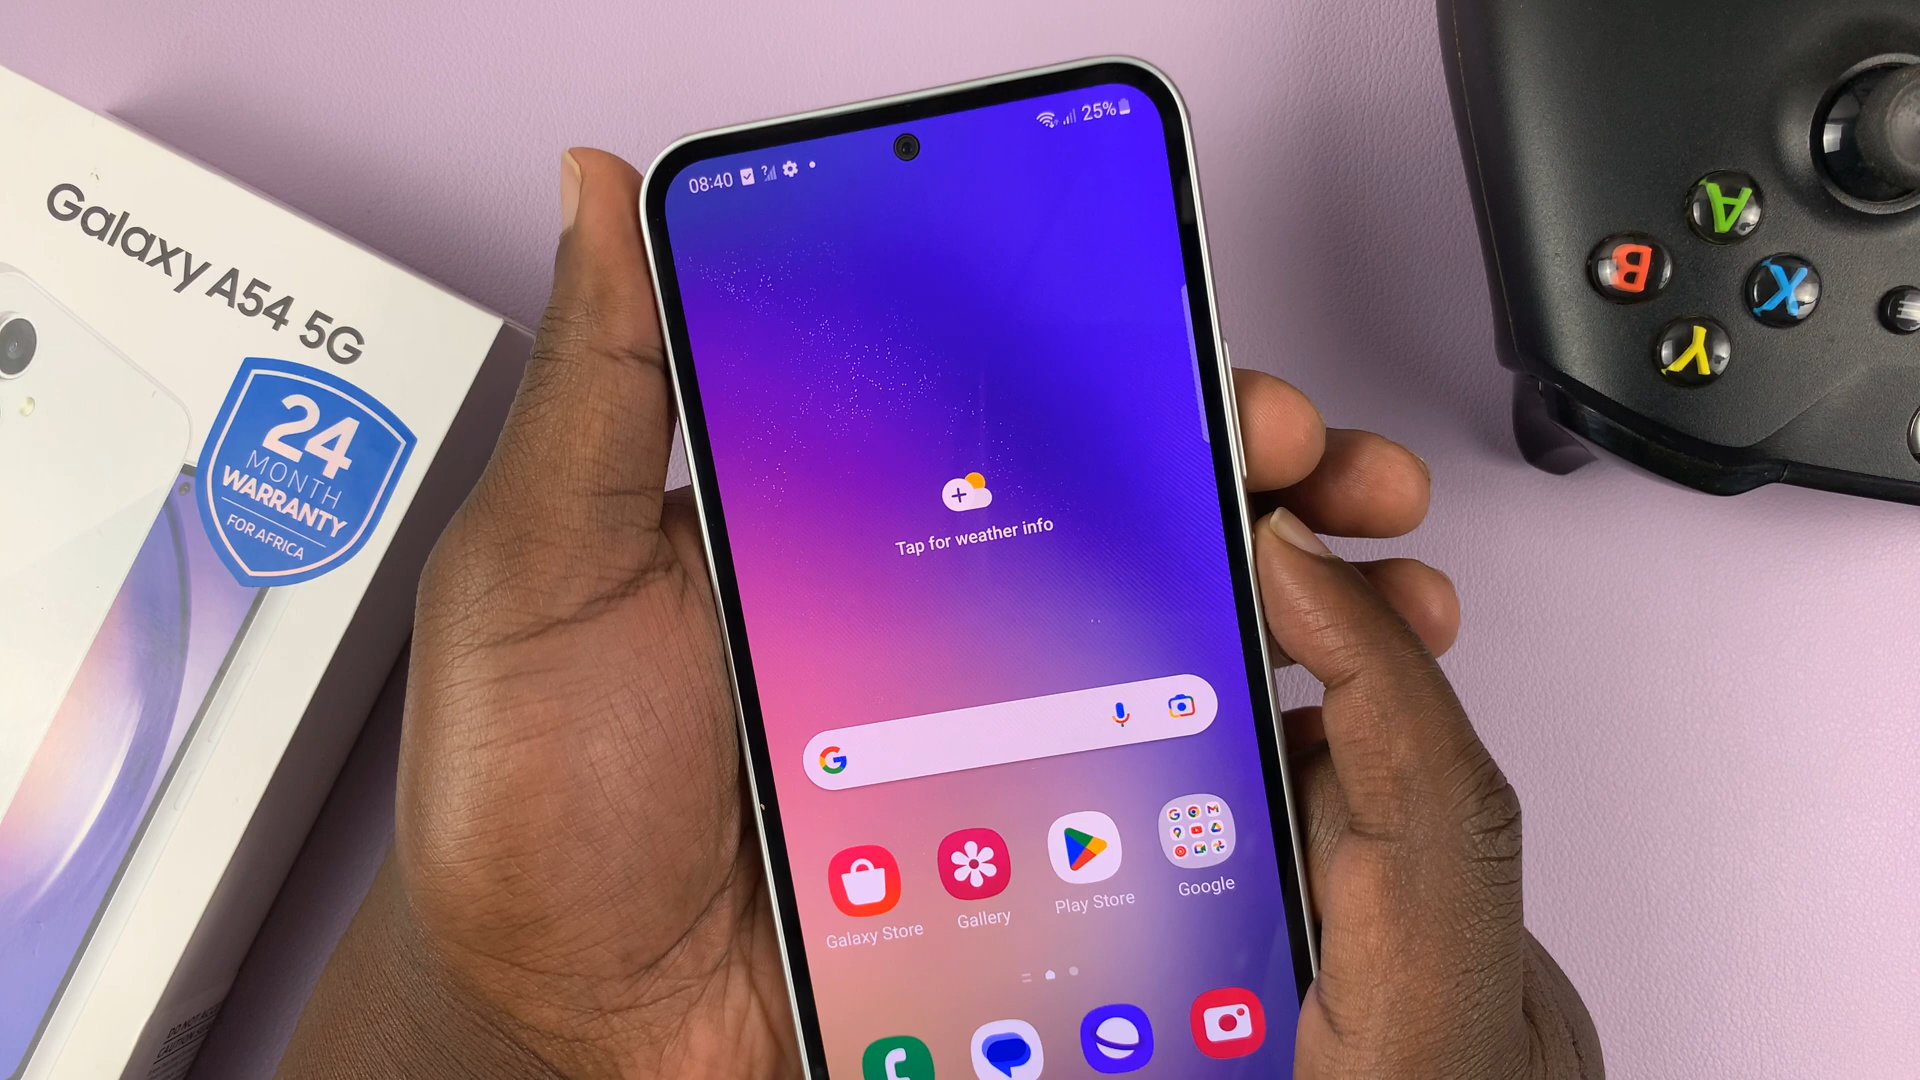 Galaxy A54 5G
24
MONTH
WARRANTY
FOR AFRICA
08:40
25%
Tap for weather info
Galaxy Store
Gallery
Play Store
Google
A
B
X
Y